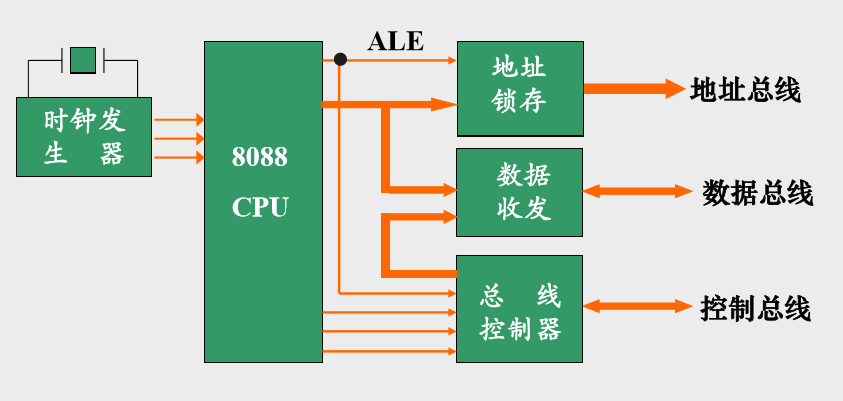 ALE
时钟发
生 器
8088
CPU
地址
锁存
地址总线
数据
收发
数据总线
总 线
控制器
控制总线